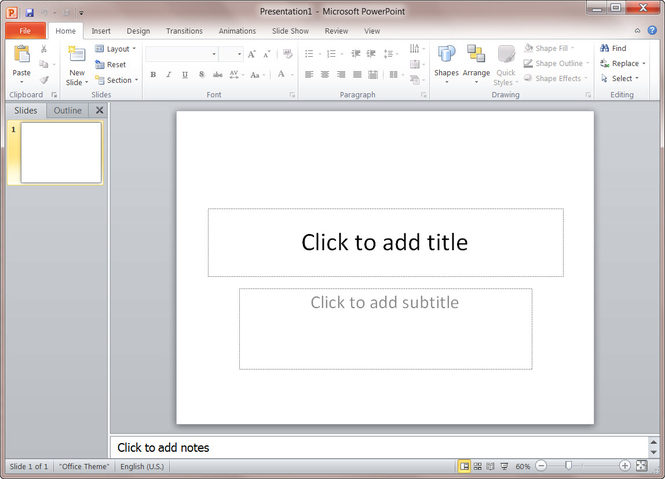 Presentation1 - Microsoft PowerPoint
File Home Insert Design Transitions Animations Slide Show Review View
Paste
Clipboard
New Slide
Layout
Reset
Section
Slides
B I U S abc AV Aa A
Font
Paragraph
Shapes
Arrange
Quick Styles
Shape Fill
Shape Outline
Shape Effects
Drawing
Find
Replace
Select
Editing
Slides Outline
1
Click to add title
Click to add subtitle
Click to add notes
Slide 1 of 1 "Office Theme" English (U.S.) 60%